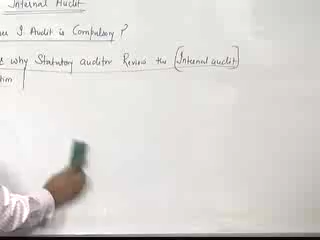 Internal Audit
I. Audit is Compulsory ?
why Statutory auditor Review the [Internal audit]